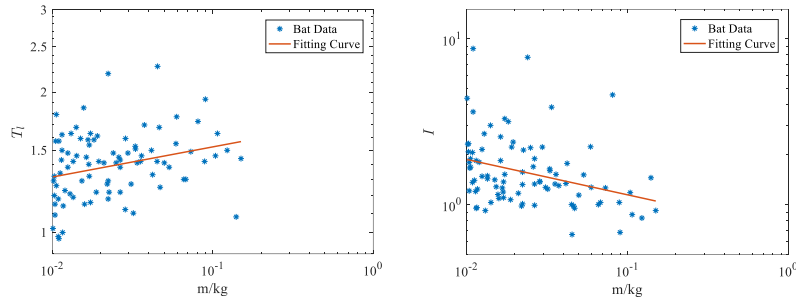 3
2.5
2
1.5
1
T_l
10^-2
10^-1
10^0
m/kg
Bat Data
Fitting Curve
10^1
10^0
I
10^-2
10^-1
10^0
m/kg
Bat Data
Fitting Curve